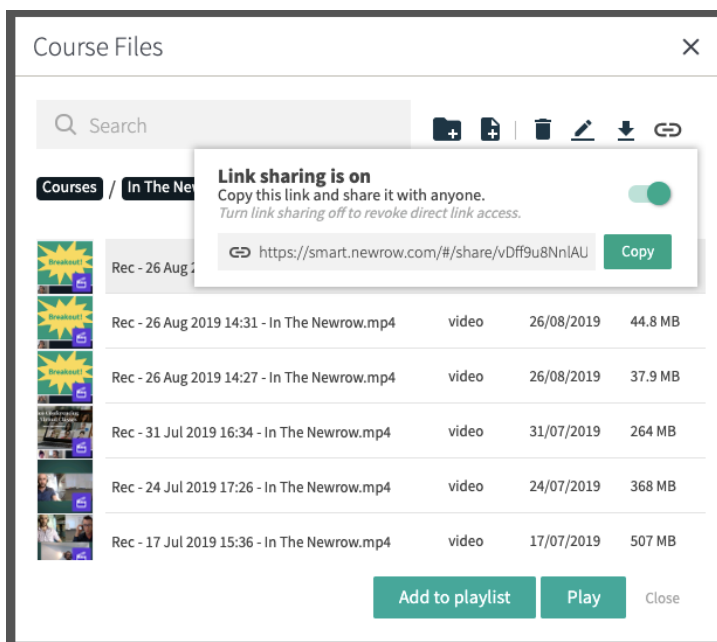 Course Files
Search
Link sharing is on
Copy this link and share it with anyone.
Turn link sharing off to revoke direct link access.
https://smart.newrow.com/#/share/vDff9u8NnlAU
Copy
Courses / In The New
Breakout!
Rec - 26 Aug 2
Breakout!
Rec - 26 Aug 2019 14:31 - In The Newrow.mp4 video 26/08/2019 44.8 MB
Breakout!
Rec - 26 Aug 2019 14:27 - In The Newrow.mp4 video 26/08/2019 37.9 MB
Rec - 31 Jul 2019 16:34 - In The Newrow.mp4 video 31/07/2019 264 MB
Rec - 24 Jul 2019 17:26 - In The Newrow.mp4 video 24/07/2019 368 MB
Rec - 17 Jul 2019 15:36 - In The Newrow.mp4 video 17/07/2019 507 MB
Add to playlist Play Close